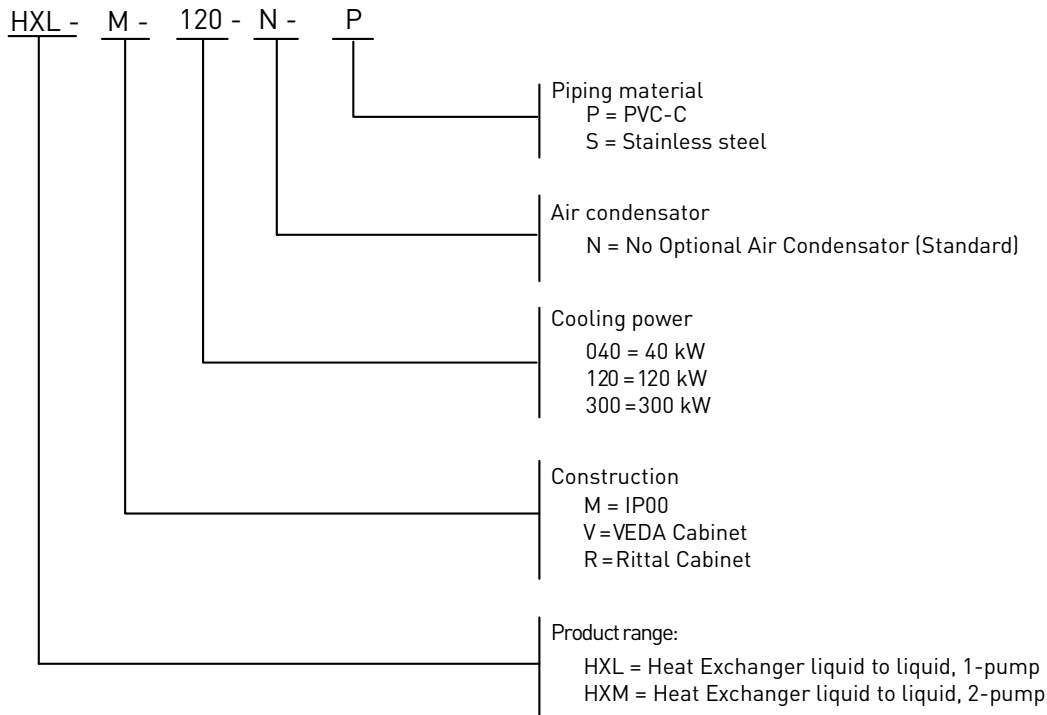 HXL - M - 120 - N - P
Piping material
P = PVC-C
S = Stainless steel
Air condensator
N = No Optional Air Condensator (Standard)
Cooling power
040 = 40 kW
120 = 120 kW
300 = 300 kW
Construction
M = IP00
V = VEDA Cabinet
R = Rittal Cabinet
Product range:
HXL = Heat Exchanger liquid to liquid, 1-pump
HXM = Heat Exchanger liquid to liquid, 2-pump